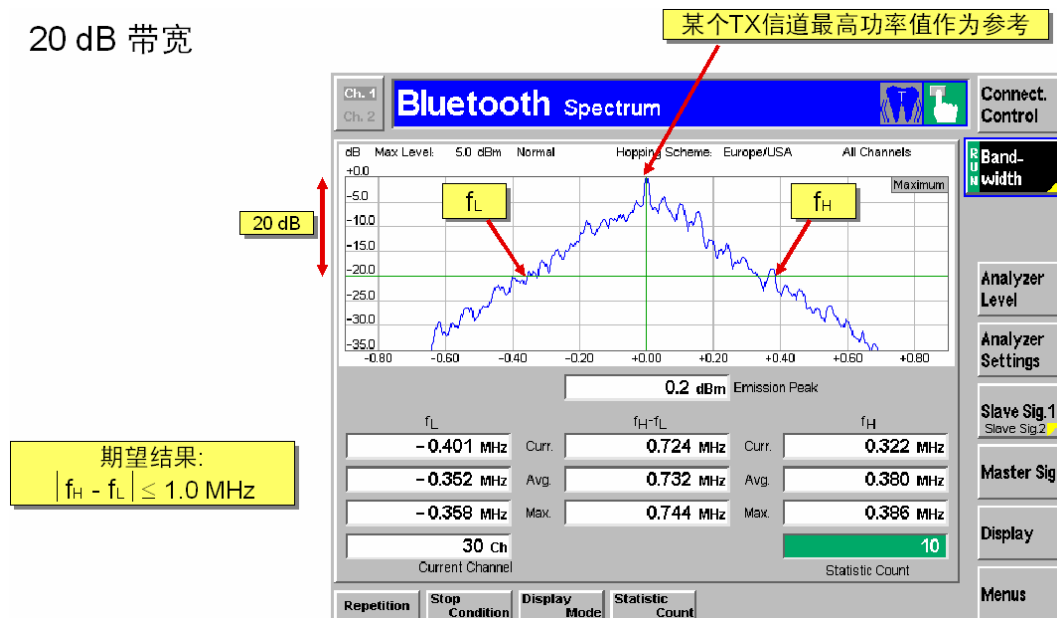 20 dB 带宽
某个TX信道最高功率值作为参考
Ch. 1
Ch. 2
Bluetooth Spectrum
Connect.
Control
dB Max Level: 5.0 dBm Normal Hopping Scheme: Europe/USA All Channels
RUN
Band-
width
+0.0
Maximum
-5.0
fL
fH
-10.0
20 dB
-15.0
-20.0
-25.0
-30.0
-35.0
-0.80 -0.60 -0.40 -0.20 +0.00 +0.20 +0.40 +0.60 +0.80
Analyzer
Level
Analyzer
Settings
0.2 dBm Emission Peak
fL fH-fL fH
-0.401 MHz Curr. 0.724 MHz Curr. 0.322 MHz
-0.352 MHz Avg. 0.732 MHz Avg. 0.380 MHz
-0.358 MHz Max. 0.744 MHz Max. 0.386 MHz
30 Ch 10
Current Channel Statistic Count
期望结果:
|fH - fL| ≤ 1.0 MHz
Slave Sig.1
Slave Sig.2
Master Sig
Display
Menus
Repetition
Stop
Condition
Display
Mode
Statistic
Count